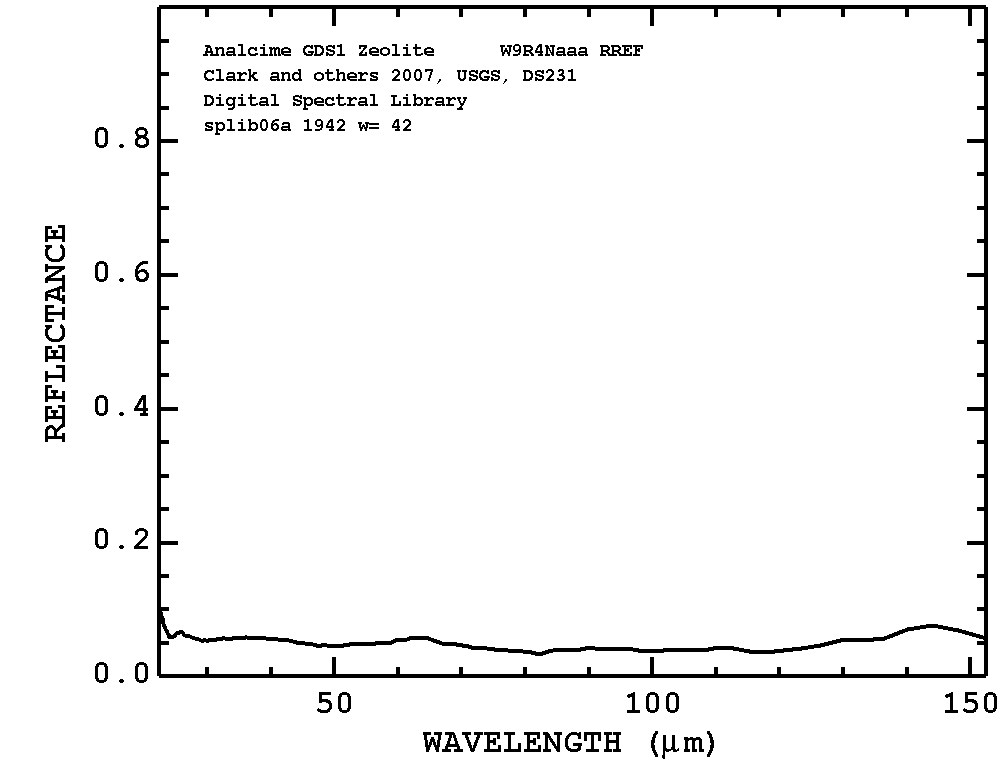 Analcime GDS1 Zeolite W9R4Naaa RREF
Clark and others 2007, USGS, DS231
Digital Spectral Library
splib06a 1942 w= 42
0.8
0.6
0.4
0.2
0.0
REFLECTANCE
50 100 150
WAVELENGTH (μm)